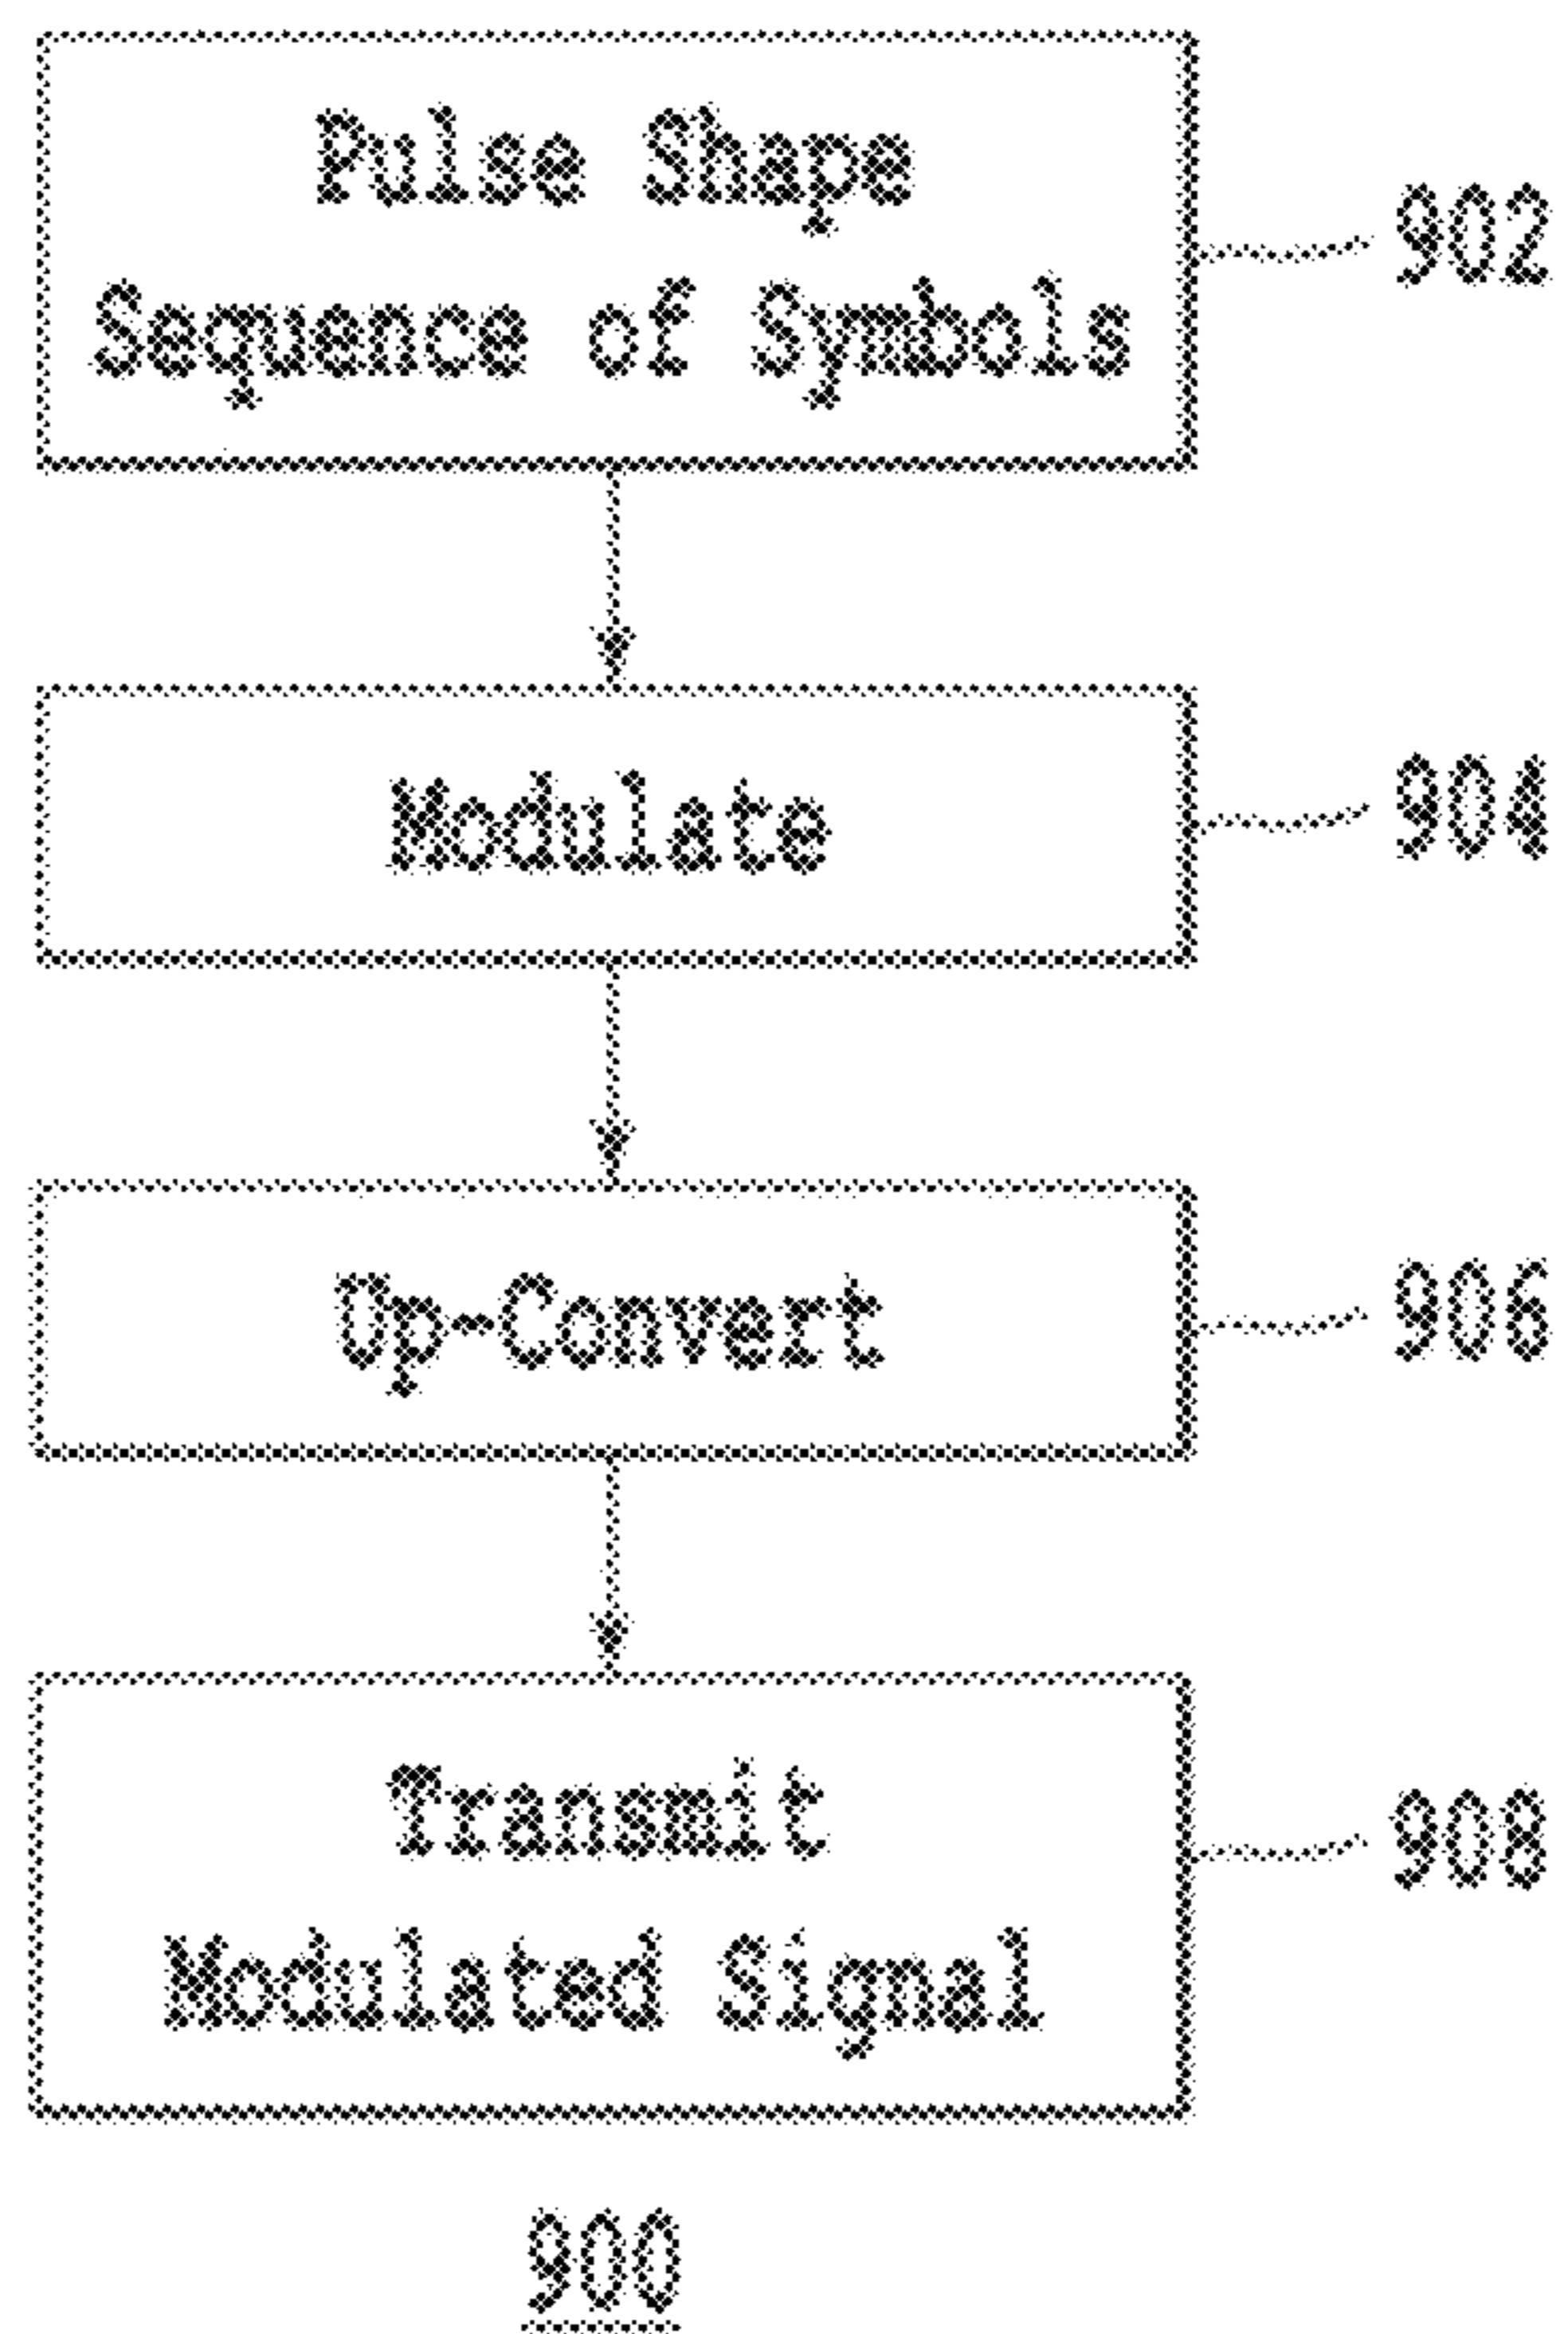 Pulse Shape
Sequence of Symbols
902
Modulate
904
Up-Convert
906
Transmit
Modulated Signal
908
900